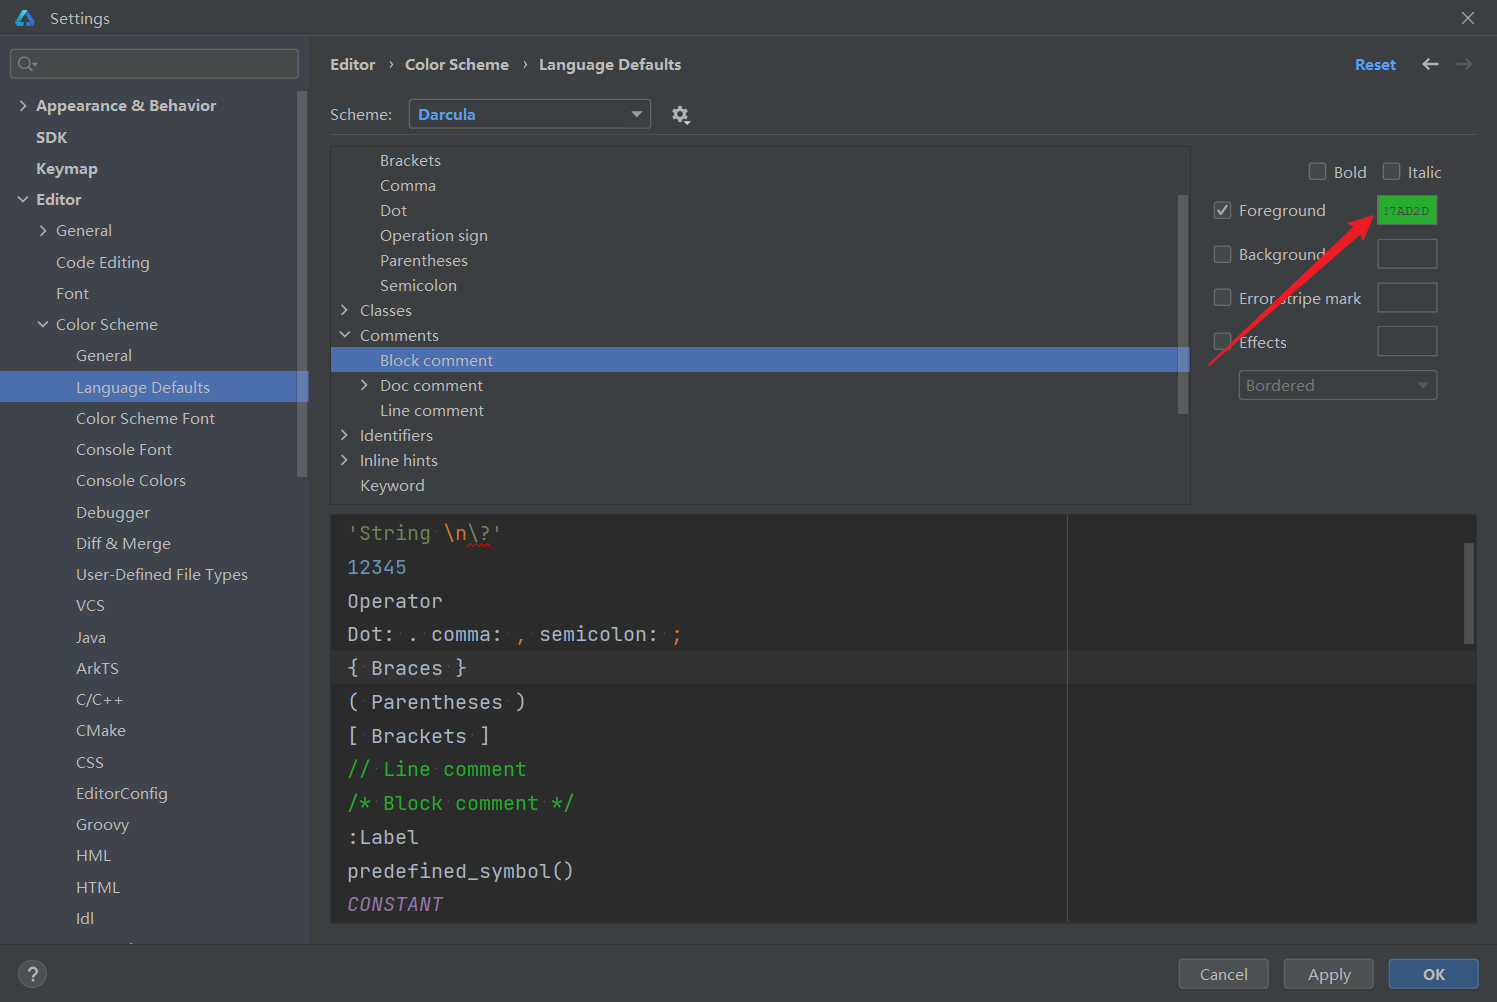 Settings
Editor › Color Scheme › Language Defaults
Reset
Appearance & Behavior
SDK
Keymap
Editor
General
Code Editing
Font
Color Scheme
General
Language Defaults
Color Scheme Font
Console Font
Console Colors
Debugger
Diff & Merge
User-Defined File Types
VCS
Java
ArkTS
C/C++
CMake
CSS
EditorConfig
Groovy
HML
HTML
Idl
Scheme: Darcula
Brackets
Comma
Dot
Operation sign
Parentheses
Semicolon
Classes
Comments
Block comment
Doc comment
Line comment
Identifiers
Inline hints
Keyword
Bold Italic
Foreground 7AD2D
Background
Error stripe mark
Effects
Bordered
'String \n\?'
12345
Operator
Dot: . comma: , semicolon: ;
{ Braces }
( Parentheses )
[ Brackets ]
// Line comment
/* Block comment */
:Label
predefined_symbol()
CONSTANT
?
Cancel
Apply
OK